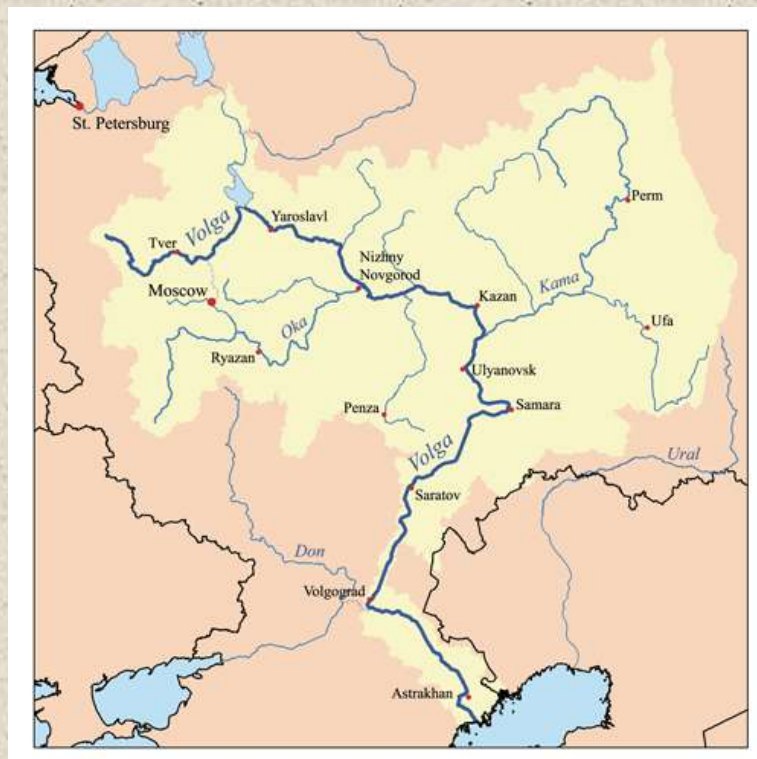 St. Petersburg
Perm
Volga
Yaroslavl
Tver
Nizhny
Novgorod
Moscow
Kama
Kazan
Oka
Ufa
Ryazan
Ulyanovsk
Penza
Samara
Volga
Ural
Saratov
Don
Volgograd
Astrakhan